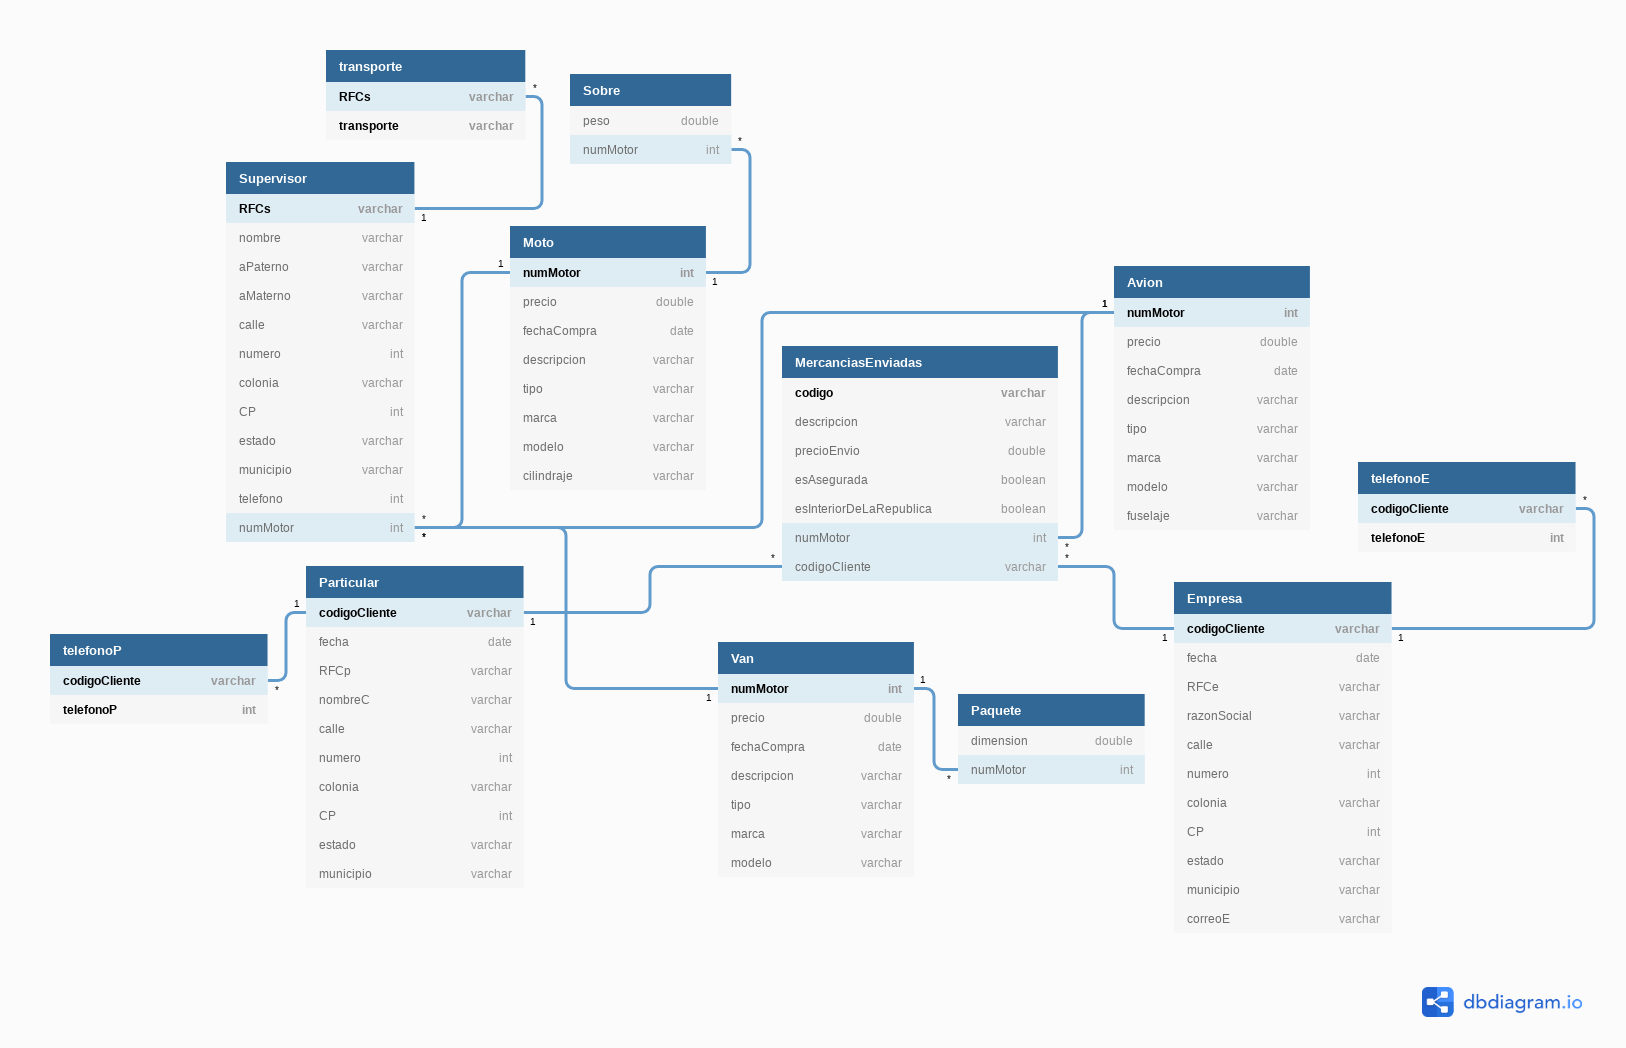 transporte
RFCs varchar
transporte varchar
*
Sobre
peso double
numMotor int
*
Supervisor
RFCs varchar
nombre varchar
aPaterno varchar
aMaterno varchar
calle varchar
numero int
colonia varchar
CP int
estado varchar
municipio varchar
telefono int
numMotor int
1
*
*
Moto
numMotor int
precio double
fechaCompra date
descripcion varchar
tipo varchar
marca varchar
modelo varchar
cilindraje varchar
1
1
MercanciasEnviadas
codigo varchar
descripcion varchar
precioEnvio double
esAsegurada boolean
esInteriorDeLaRepublica boolean
numMotor int
codigoCliente varchar
*
*
*
Avion
numMotor int
precio double
fechaCompra date
descripcion varchar
tipo varchar
marca varchar
modelo varchar
fuselaje varchar
1
telefonoE
codigoCliente varchar
telefonoE int
*
Particular
codigoCliente varchar
fecha date
RFCp varchar
nombreC varchar
calle varchar
numero int
colonia varchar
CP int
estado varchar
municipio varchar
1
1
telefonoP
codigoCliente varchar
telefonoP int
*
Van
numMotor int
precio double
fechaCompra date
descripcion varchar
tipo varchar
marca varchar
modelo varchar
1
1
Paquete
dimension double
numMotor int
*
Empresa
codigoCliente varchar
fecha date
RFCe varchar
razonSocial varchar
calle varchar
numero int
colonia varchar
CP int
estado varchar
municipio varchar
correoE varchar
1
1
dbdiagram.io